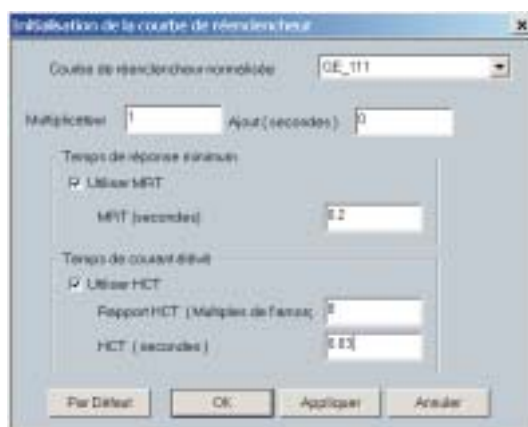 Initialisation de la courbe de réenclencheur
Courbe de réenclencheur normalisée GE_111
Multiplicateur 1 Ajout ( secondes ) 0
Temps de réponse minimum
Utiliser MRT
MRT (secondes) 0.2
Temps de courant élevé
Utiliser HCT
Rapport HCT ( Multiples de l'amorç 8
HCT ( secondes ) 0.03
Par Défaut OK Appliquer Annuler